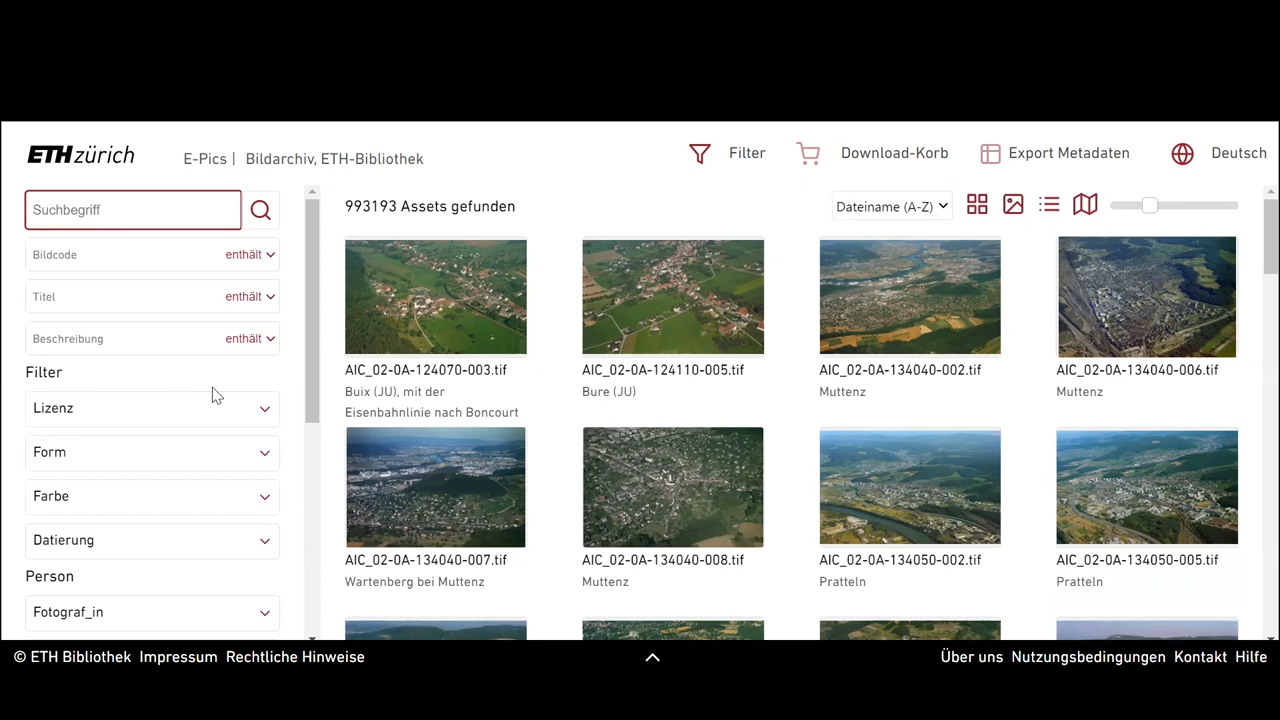 ETH zürich
E-Pics | Bildarchiv, ETH-Bibliothek
Filter
Download-Korb
Export Metadaten
Deutsch
Suchbegriff
Bildcode enthält
Titel enthält
Beschreibung enthält
Filter
Lizenz
Form
Farbe
Datierung
Person
Fotograf_in
993193 Assets gefunden
Dateiname (A-Z)
AIC_02-0A-124070-003.tif
Buix (JU), mit der
Eisenbahnlinie nach Boncourt
AIC_02-0A-124110-005.tif
Bure (JU)
AIC_02-0A-134040-002.tif
Muttenz
AIC_02-0A-134040-006.tif
Muttenz
AIC_02-0A-134040-007.tif
Wartenberg bei Muttenz
AIC_02-0A-134040-008.tif
Muttenz
AIC_02-0A-134050-002.tif
Pratteln
AIC_02-0A-134050-005.tif
Pratteln
© ETH Bibliothek Impressum Rechtliche Hinweise
Über uns Nutzungsbedingungen Kontakt Hilfe